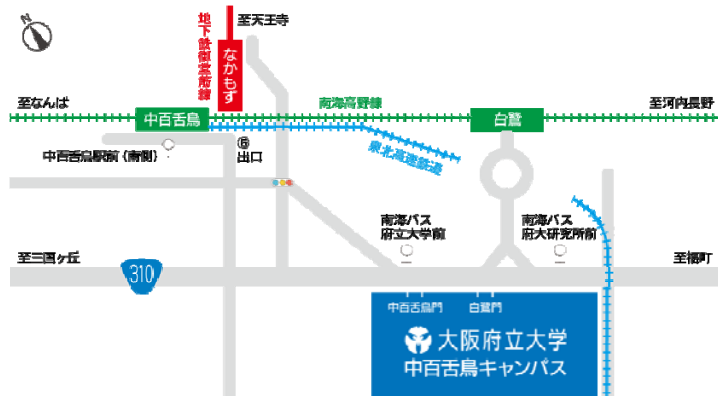 N
至天王寺
地下鉄御堂筋線
なかもず
至なんば
南海高野線
至河内長野
中百舌鳥
白鷺
中百舌鳥駅前(南側)
⑥
出口
泉北高速鉄道
南海バス
府立大学前
南海バス
府大研究所前
至三国ヶ丘
310
至福町
中百舌鳥門
白鷺門
大阪府立大学
中百舌鳥キャンパス